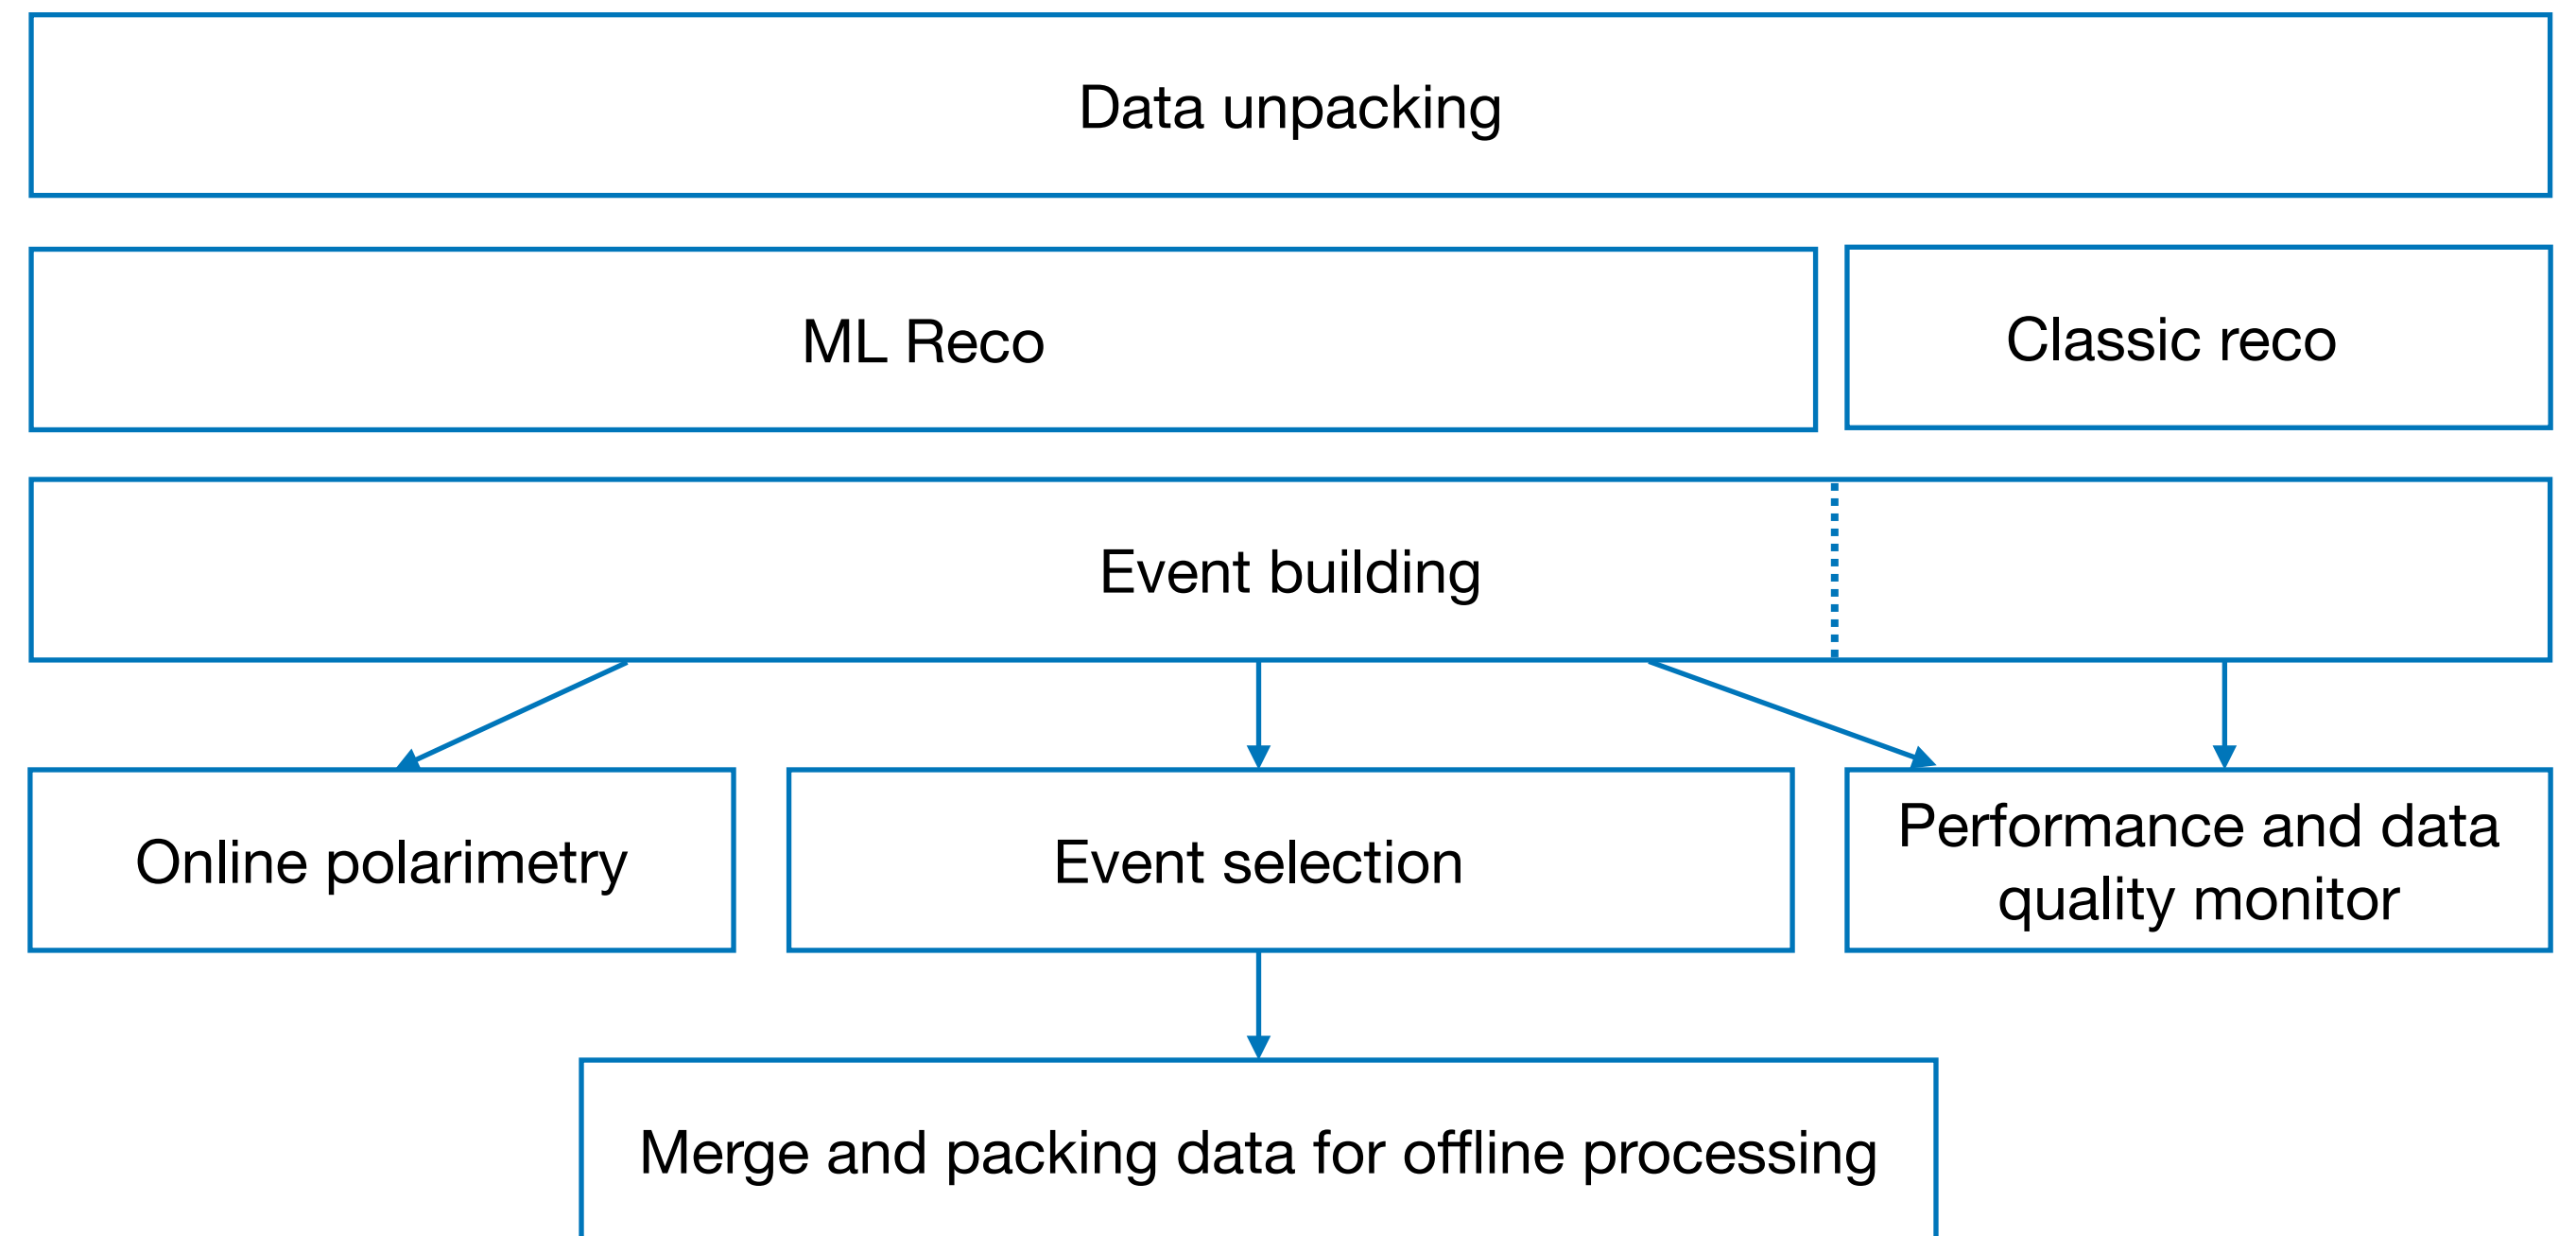 Data unpacking
ML Reco
Classic reco
Event building
Online polarimetry
Event selection
Performance and data
quality monitor
Merge and packing data for offline processing